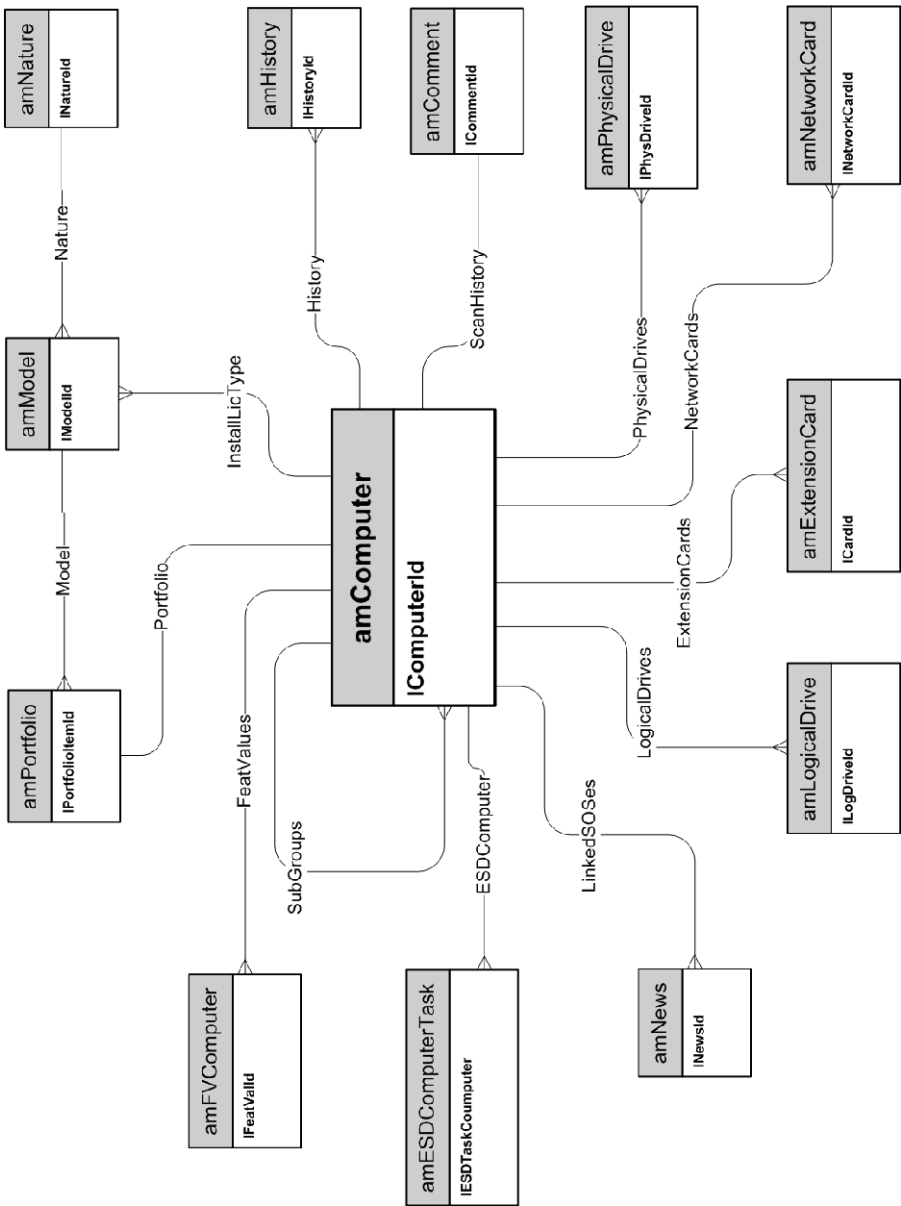 amPortfolio
lPortfolioItemId
Model
amModel
lModelId
Nature
amNature
lNatureId
Portfolio
InstallLicType
amFVComputer
lFeatValId
FeatValues
amHistory
lHistoryId
History
SubGroups
amComputer
lComputerId
amComment
lCommentId
ScanHistory
amESDComputerTask
lESDTaskCoumputer
ESDComputer
LinkedSOSes
amNews
lNewsId
LogicalDrives
ExtensionCards
NetworkCards
PhysicalDrives
amPhysicalDrive
lPhysDriveId
amLogicalDrive
lLogDriveId
amExtensionCard
lCardId
amNetworkCard
lNetworkCardId